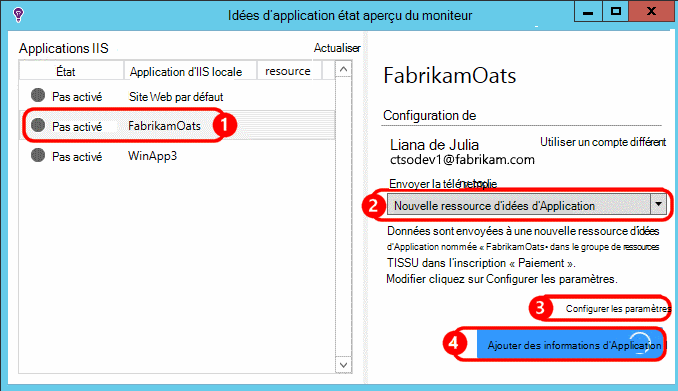 Idées d'application état aperçu du moniteur
Applications IIS
Actualiser
État Application d'IIS locale resource
Pas activé Site Web par défaut
Pas activé FabrikamOats 1
Pas activé WinApp3
FabrikamOats
Configuration de
Liana de Julia Utiliser un compte différent
ctsodev1@fabrikam.com
Envoyer la
2 Nouvelle ressource d'idées d'Application
Données sont envoyées à une nouvelle ressource d'idées
d'Application nommée « FabrikamOats» dans le groupe de ressources
TISSU dans l'inscription « Paiement ».
Modifier cliquez sur Configurer les paramètres.
3 Configurer les paramètres
4 Ajouter des informations d'Application